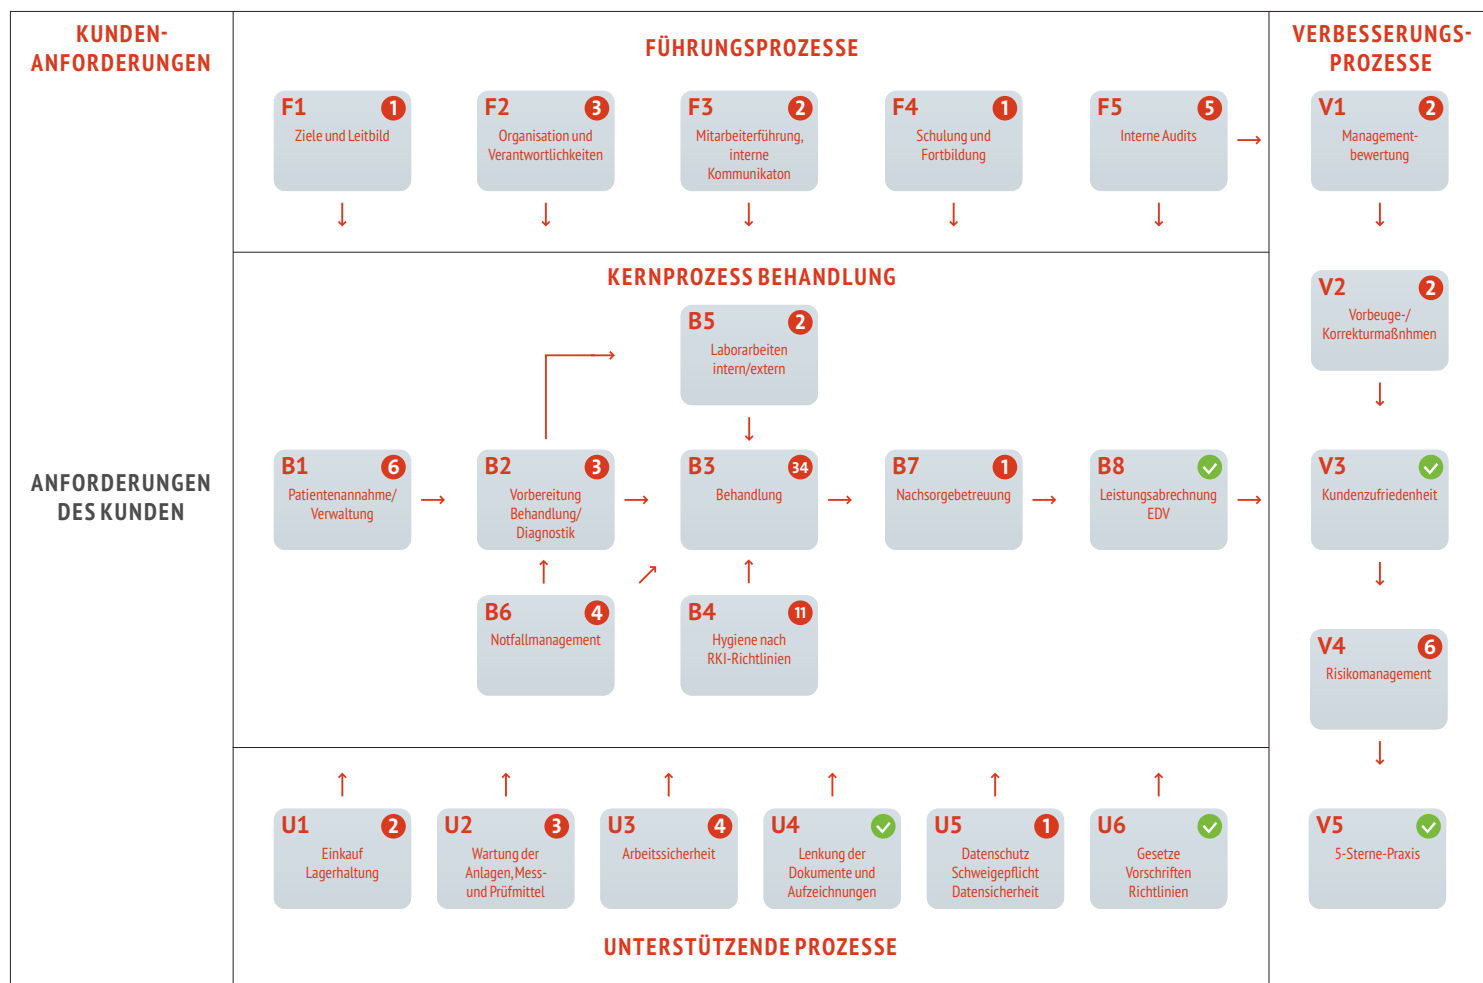 KUNDEN-
ANFORDERUNGEN
ANFORDERUNGEN
DES KUNDEN
FÜHRUNGSPROZESSE
F1 1
Ziele und Leitbild
F2 3
Organisation und
Verantwortlichkeiten
F3 2
Mitarbeiterführung,
interne
Kommunikaton
F4 1
Schulung und
Fortbildung
F5 5
Interne Audits
KERNPROZESS BEHANDLUNG
B5 2
Laborarbeiten
intern/extern
B1 6
Patientenannahme/
Verwaltung
B2 3
Vorbereitung
Behandlung/
Diagnostik
B3 34
Behandlung
B7 1
Nachsorgebetreuung
B8
Leistungsabrechnung
EDV
B6 4
Notfallmanagement
B4 11
Hygiene nach
RKI-Richtlinien
U1 2
Einkauf
Lagerhaltung
U2 3
Wartung der
Anlagen, Mess-
und Prüfmittel
U3 4
Arbeitssicherheit
U4
Lenkung der
Dokumente und
Aufzeichnungen
U5 1
Datenschutz
Schweigepflicht
Datensicherheit
U6
Gesetze
Vorschriften
Richtlinien
UNTERSTÜTZENDE PROZESSE
VERBESSERUNGS-
PROZESSE
V1 2
Management-
bewertung
V2 2
Vorbeuge-/
Korrekturmaßnhmen
V3
Kundenzufriedenheit
V4 6
Risikomanagement
V5
5-Sterne-Praxis